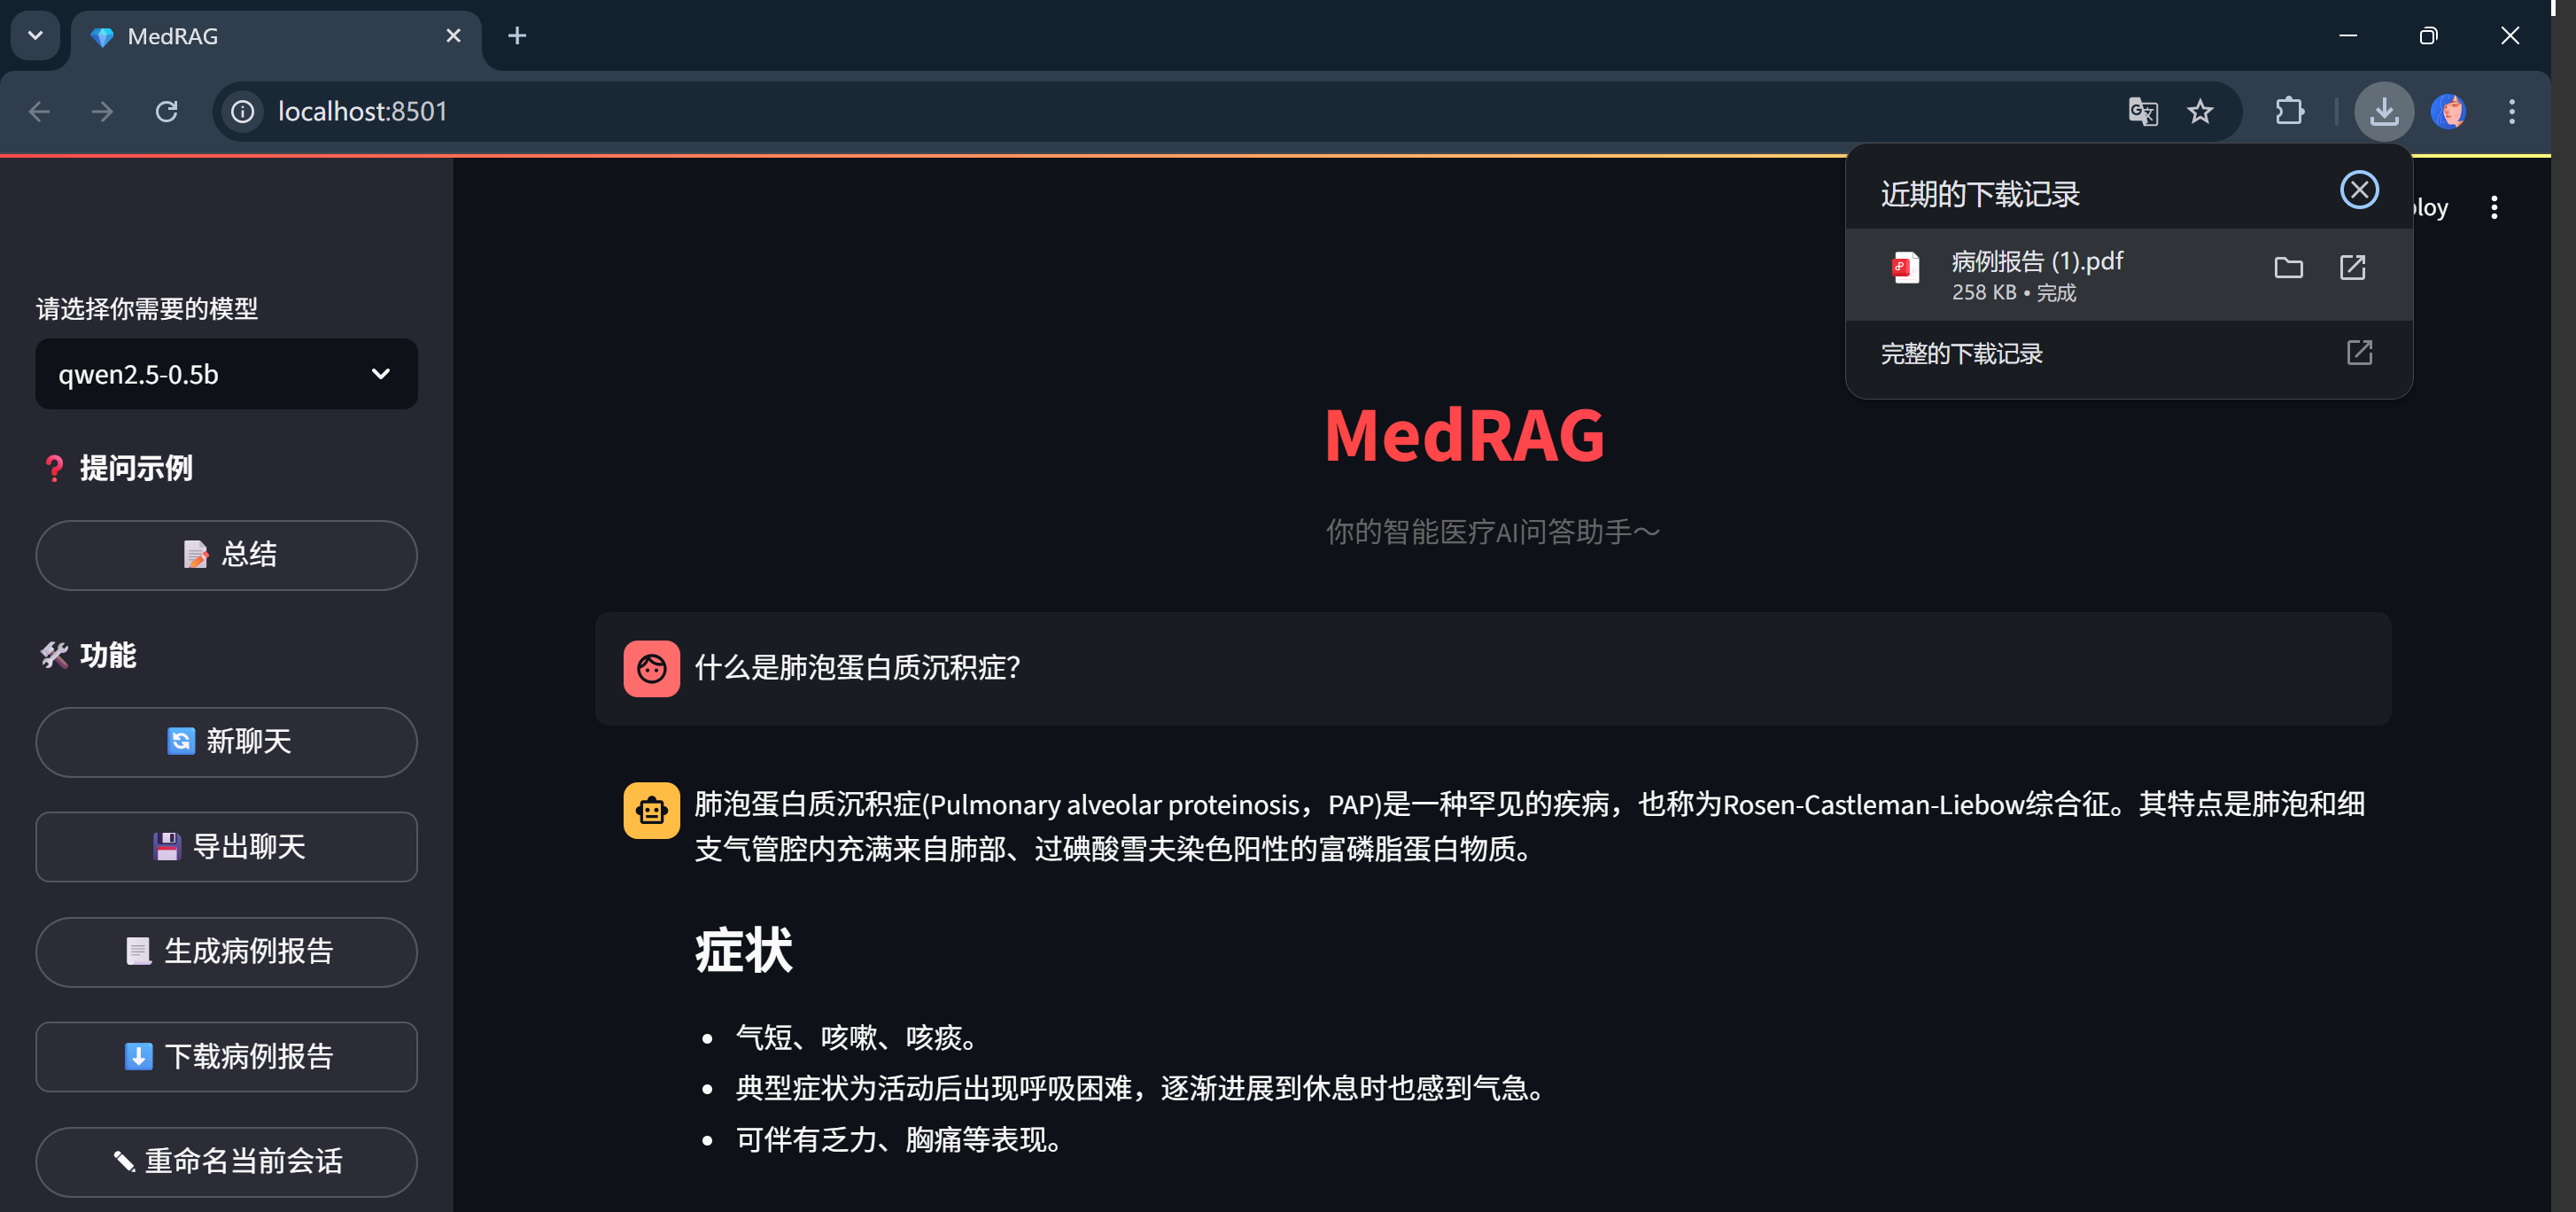 MedRAG
localhost:8501
近期的下载记录
病例报告 (1).pdf
258 KB • 完成
完整的下载记录
请选择你需要的模型
qwen2.5-0.5b
❓ 提问示例
📝 总结
🛠 功能
🔄 新聊天
💾 导出聊天
📃 生成病例报告
⬇️ 下载病例报告
✏️ 重命名当前会话
MedRAG
你的智能医疗AI问答助手～
什么是肺泡蛋白质沉积症？
肺泡蛋白质沉积症(Pulmonary alveolar proteinosis，PAP)是一种罕见的疾病，也称为Rosen-Castleman-Liebow综合征。其特点是肺泡和细
支气管腔内充满来自肺部、过碘酸雪夫染色阳性的富磷脂蛋白物质。
症状
• 气短、咳嗽、咳痰。
• 典型症状为活动后出现呼吸困难，逐渐进展到休息时也感到气急。
• 可伴有乏力、胸痛等表现。